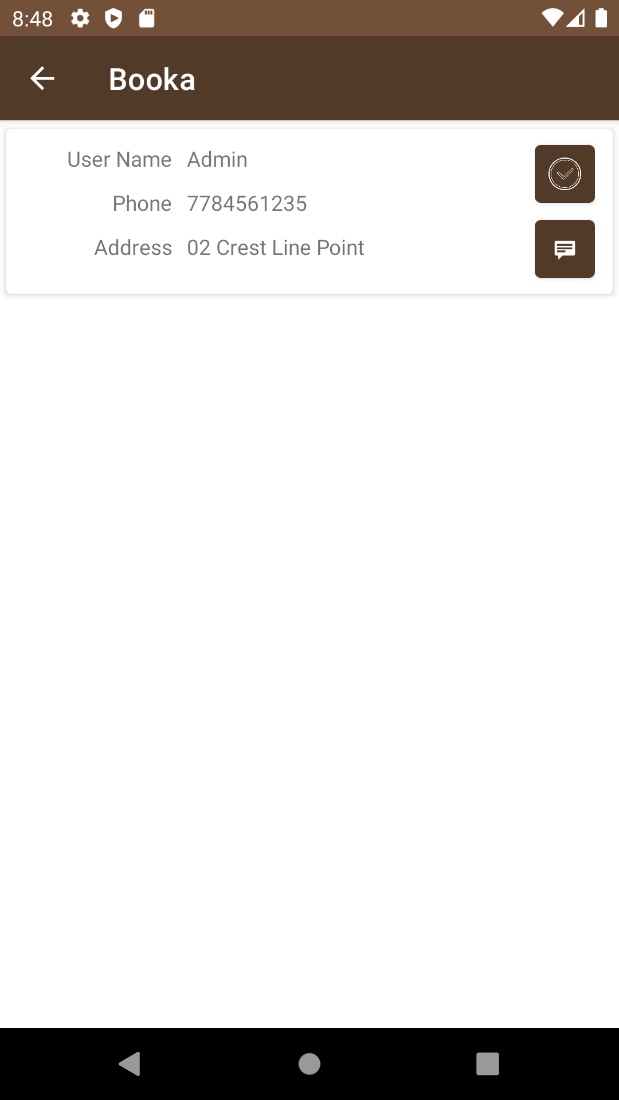 8:48
Booka
User Name Admin
Phone 7784561235
Address 02 Crest Line Point